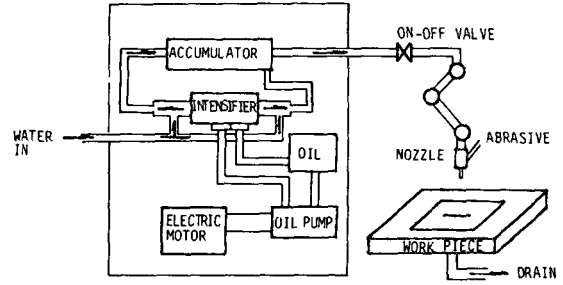 ON-OFF VALVE
ACCUMULATOR
INTENSIFIER
WATER
IN
ABRASIVE
NOZZLE
OIL
ELECTRIC
MOTOR
OIL PUMP
WORK PIECE
DRAIN